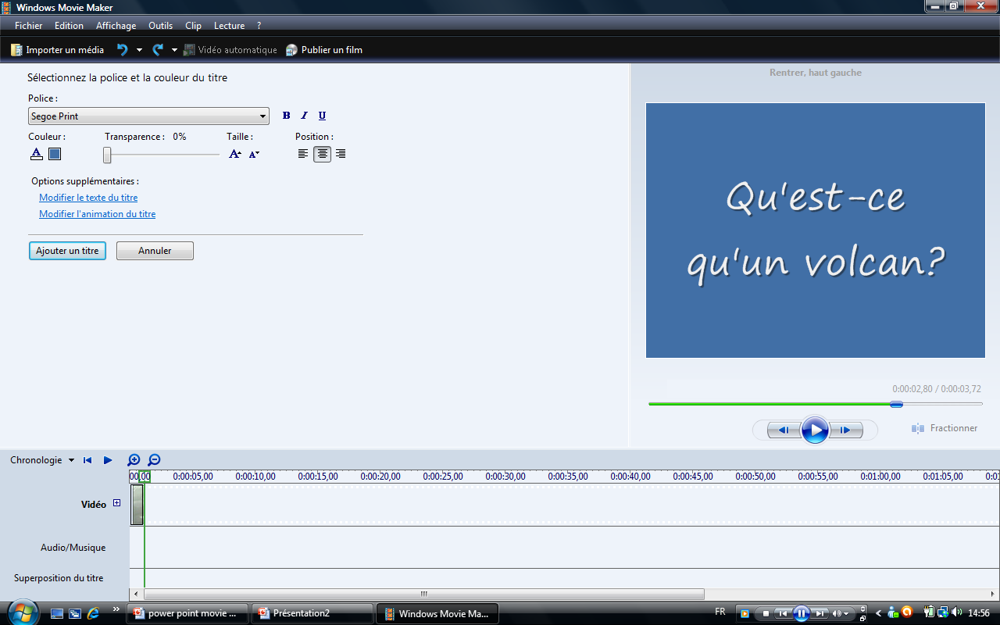 Windows Movie Maker
Fichier Edition Affichage Outils Clip Lecture ?
Importer un média Vidéo automatique Publier un film
Sélectionnez la police et la couleur du titre
Police :
Segoe Print B I U
Couleur : Transparence : 0% Taille : Position :
A A A
Options supplémentaires :
Modifier le texte du titre
Modifier l'animation du titre
Ajouter un titre Annuler
Rentrer, haut gauche
Qu'est-ce
qu'un volcan?
0:00:02,80 / 0:00:03,72
Fractionner
Chronologie
00,00 0:00:05,00 0:00:10,00 0:00:15,00 0:00:20,00 0:00:25,00 0:00:30,00 0:00:35,00 0:00:40,00 0:00:45,00 0:00:50,00 0:00:55,00 0:01:00,00 0:01:05,00
Vidéo
Audio/Musique
Superposition du titre
power point movie ... Présentation2 Windows Movie Ma... FR 14:56